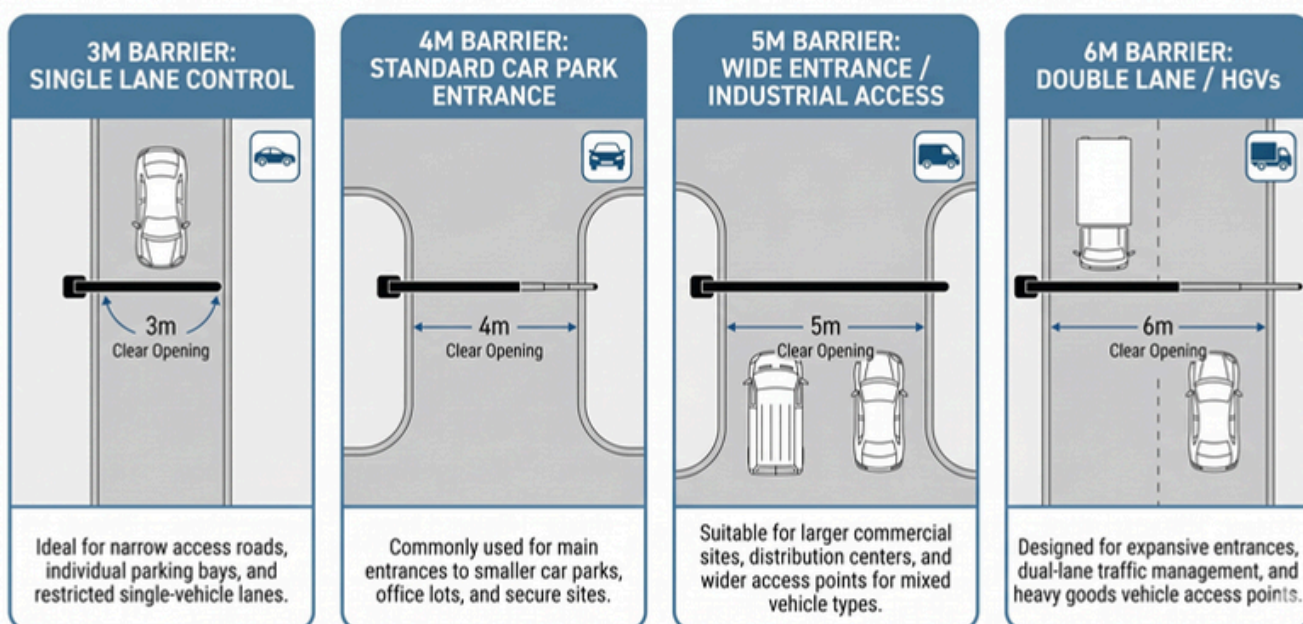 3M BARRIER:
SINGLE LANE CONTROL
3m
Clear Opening
Ideal for narrow access roads,
individual parking bays, and
restricted single-vehicle lanes.
4M BARRIER:
STANDARD CAR PARK
ENTRANCE
4m
Clear Opening
Commonly used for main
entrances to smaller car parks,
office lots, and secure sites.
5M BARRIER:
WIDE ENTRANCE /
INDUSTRIAL ACCESS
5m
Clear Opening
Suitable for larger commercial
sites, distribution centers, and
wider access points for mixed
vehicle types.
6M BARRIER:
DOUBLE LANE / HGVs
6m
Clear Opening
Designed for expansive entrances,
dual-lane traffic management, and
heavy goods vehicle access points.